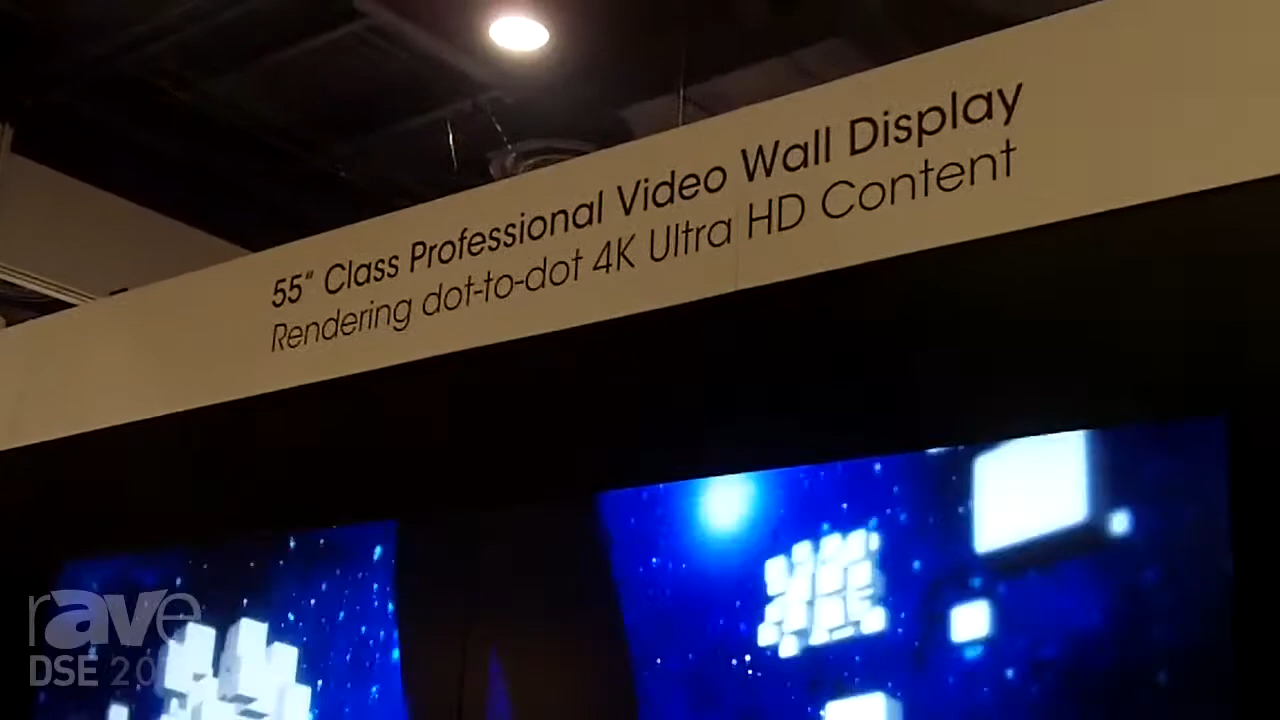 55" Class Professional Video Wall Display
Rendering dot-to-dot 4K Ultra HD Content
rAVe
DSE 20